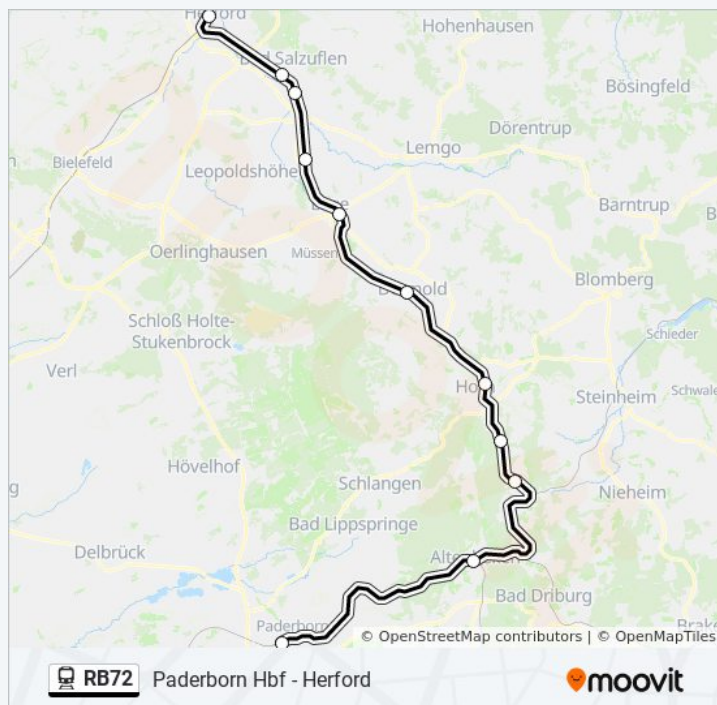 Herford
Hohenhausen
Bad Salzuflen
Bösingfeld
Dörentrup
Lemgo
Bielefeld
Leopoldshöhe
Barntrup
Oerlinghausen
Müssen
Blomberg
Schloß Holte-
Stukenbrock
Schieder
Verl
Steinheim
Hövelhof
Schlangen
Nieheim
Bad Lippspringe
Delbrück
Bad Driburg
Paderborn
© OpenStreetMap contributors | © OpenMapTiles
RB72
Paderborn Hbf - Herford
moovit